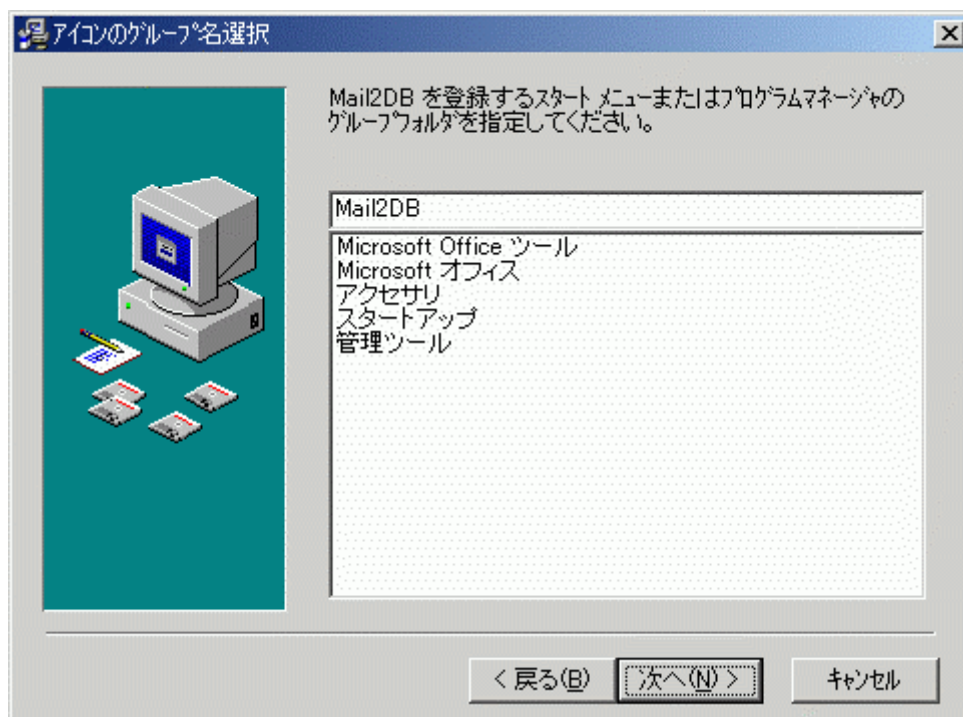 アイコンのｸﾞﾙｰﾌﾟ名選択
Mail2DB を登録するｽﾀｰﾄ ﾒﾆｭｰまたはﾌﾟﾛｸﾞﾗﾑﾏﾈｰｼﾞｬの
ｸﾞﾙｰﾌﾟﾌｫﾙﾀﾞを指定してください。
Mail2DB
Microsoft Office ツール
Microsoft オフィス
アクセサリ
スタートアップ
管理ツール
< 戻る(B)
次へ(N) >
ｷｬﾝｾﾙ